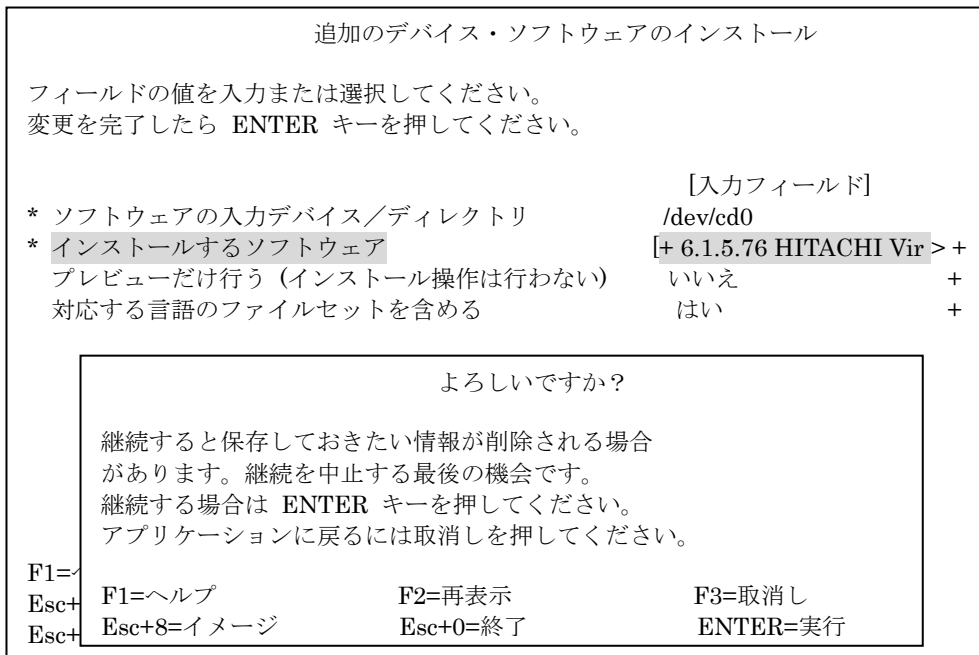 追加のデバイス・ソフトウェアのインストール
フィールドの値を入力または選択してください。
変更を完了したら ENTER キーを押してください。
[入力フィールド]
* ソフトウェアの入力デバイス／ディレクトリ /dev/cd0
* インストールするソフトウェア [+ 6.1.5.76 HITACHI Vir > +
プレビューだけ行う (インストール操作は行わない) いいえ +
対応する言語のファイルセットを含める はい +
よろしいですか？
継続すると保存しておきたい情報が削除される場合
があります。継続を中止する最後の機会です。
継続する場合は ENTER キーを押してください。
アプリケーションに戻るには取消しを押してください。
F1=
Esc+
Esc+
F1=ヘルプ F2=再表示 F3=取消し
Esc+8=イメージ Esc+0=終了 ENTER=実行